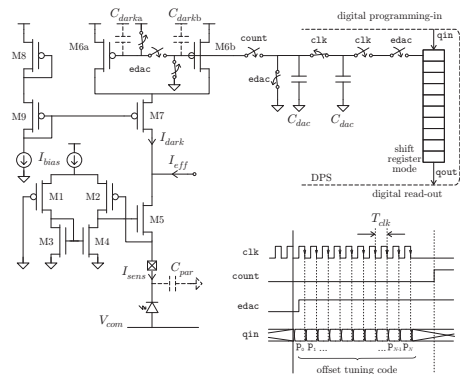 C_darka
C_darkb
digital programming-in
M8
M6a
M6b
count
clk
clk
edac
qin
edac
edac
M9
M7
C_dac
C_dac
I_dark
I_bias
I_eff
shift
register
mode
qout
DPS
digital read-out
M1
M2
M5
M3
M4
T_clk
clk
I_sens
C_par
count
edac
V_com
qin
P_0 P_1 ...
... P_N-1 P_N
offset tuning code